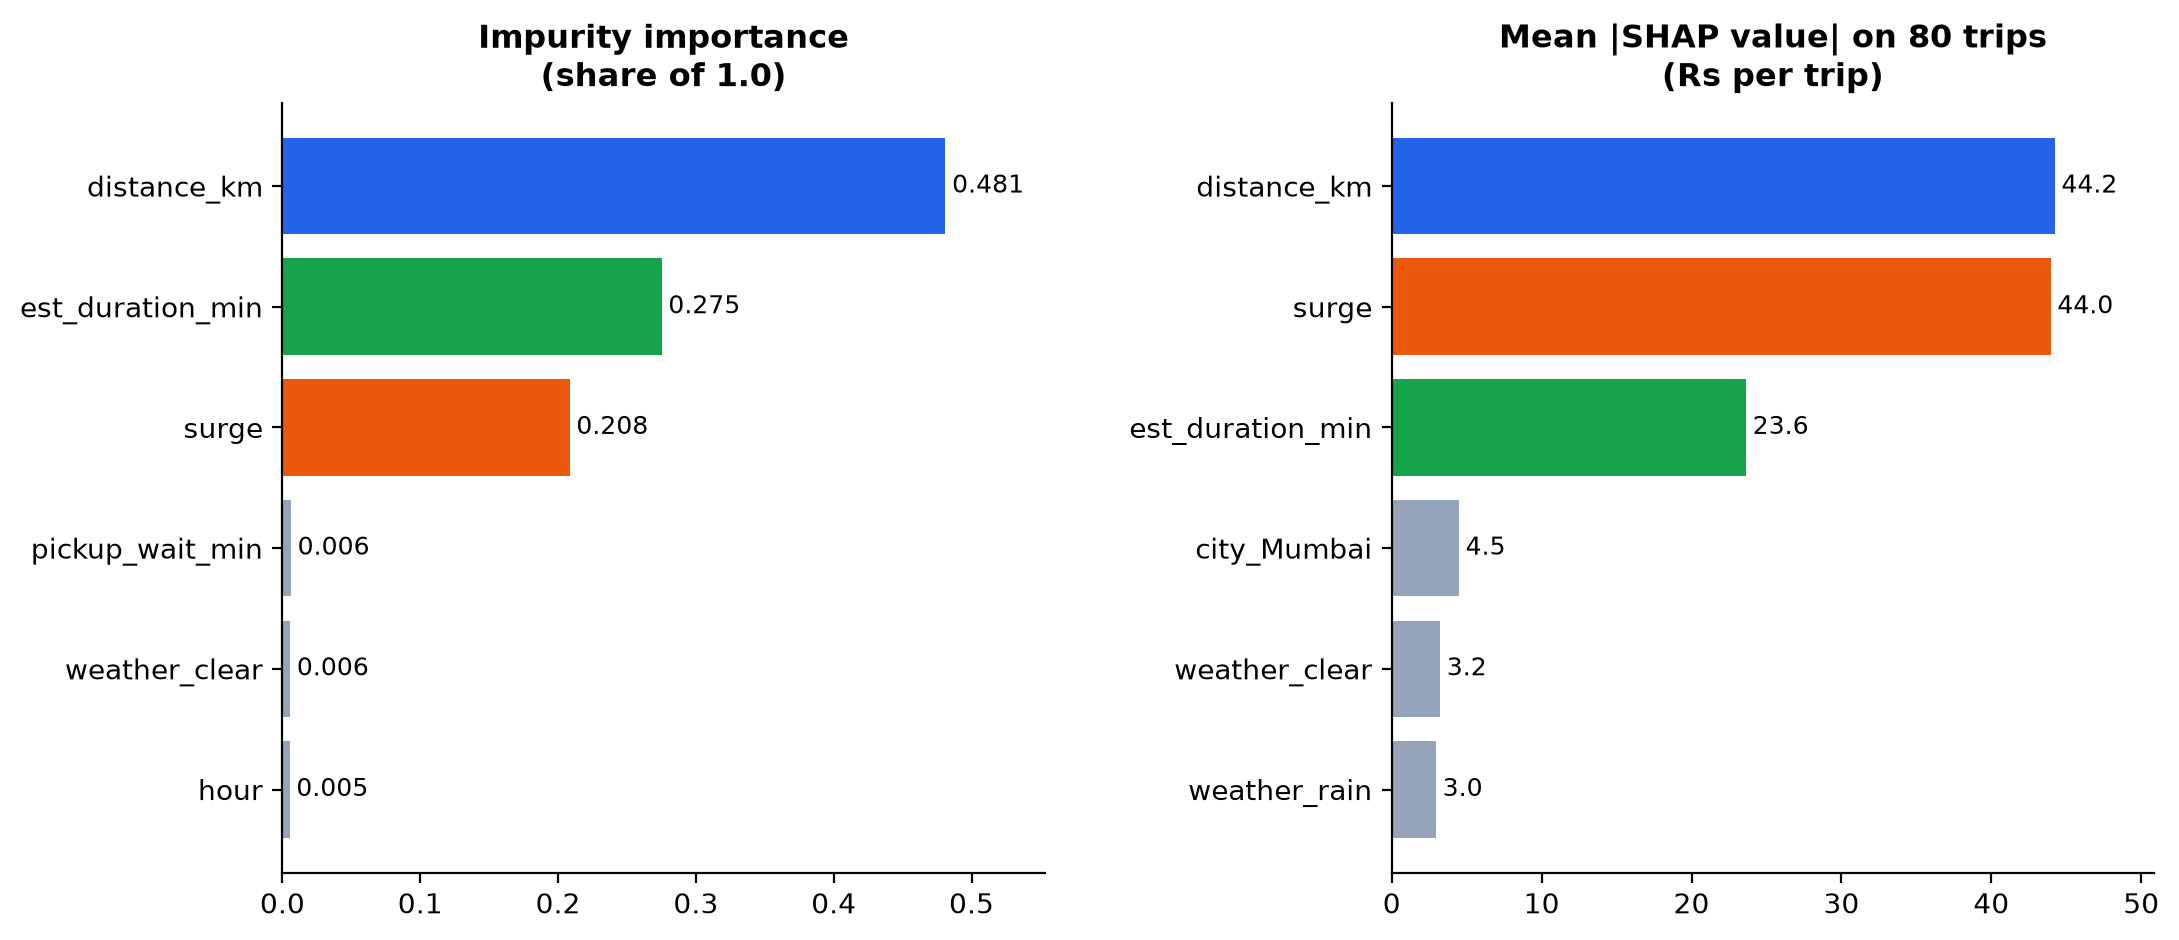 Impurity importance
(share of 1.0)
distance_km 0.481
est_duration_min 0.275
surge 0.208
pickup_wait_min 0.006
weather_clear 0.006
hour 0.005
0.0 0.1 0.2 0.3 0.4 0.5
Mean |SHAP value| on 80 trips
(Rs per trip)
distance_km 44.2
surge 44.0
est_duration_min 23.6
city_Mumbai 4.5
weather_clear 3.2
weather_rain 3.0
0 10 20 30 40 50